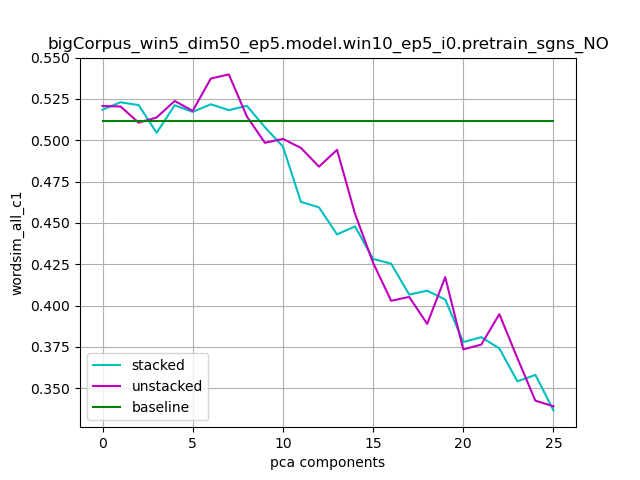 bigCorpus_win5_dim50_ep5.model.win10_ep5_i0.pretrain_sgns_NO
0.550
0.525
0.500
0.475
0.450
0.425
0.400
0.375
0.350
wordsim_all_c1
stacked
unstacked
baseline
0 5 10 15 20 25
pca components